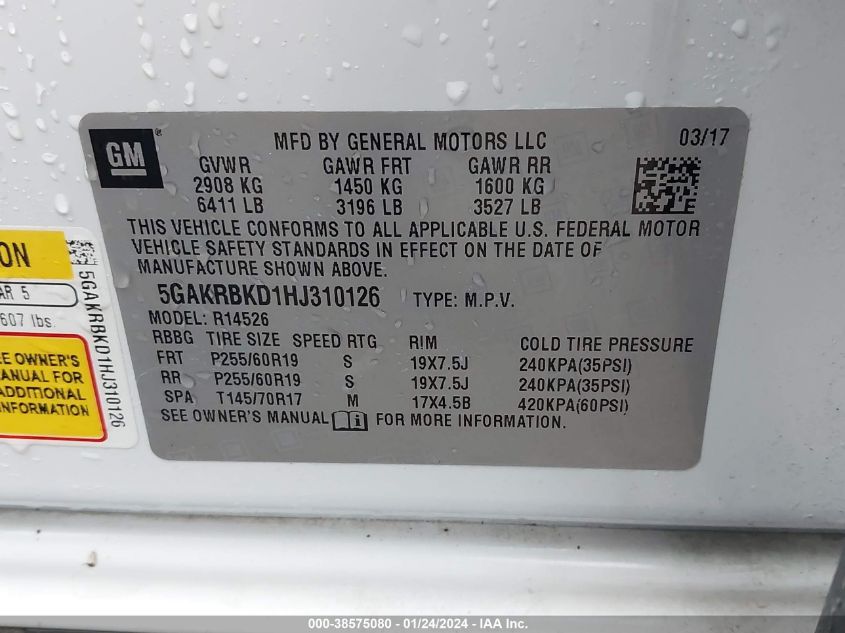 GM ®
MFD BY GENERAL MOTORS LLC 03/17
GVWR GAWR FRT GAWR RR
2908 KG 1450 KG 1600 KG
6411 LB 3196 LB 3527 LB
THIS VEHICLE CONFORMS TO ALL APPLICABLE U.S. FEDERAL MOTOR
VEHICLE SAFETY STANDARDS IN EFFECT ON THE DATE OF
MANUFACTURE SHOWN ABOVE.
5GAKRBKD1HJ310126 TYPE: M.P.V.
MODEL: R14526
RBBG TIRE SIZE SPEED RTG RIM COLD TIRE PRESSURE
FRT P255/60R19 S 19X7.5J 240KPA(35PSI)
RR P255/60R19 S 19X7.5J 240KPA(35PSI)
SPA T145/70R17 M 17X4.5B 420KPA(60PSI)
SEE OWNER'S MANUAL FOR MORE INFORMATION.
ON
AR 5
607 lbs.
EE OWNER'S
MANUAL FOR
ADDITIONAL
INFORMATION
5GAKRBKD1HJ310126
000-38575080 - 01/24/2024 - IAA Inc.